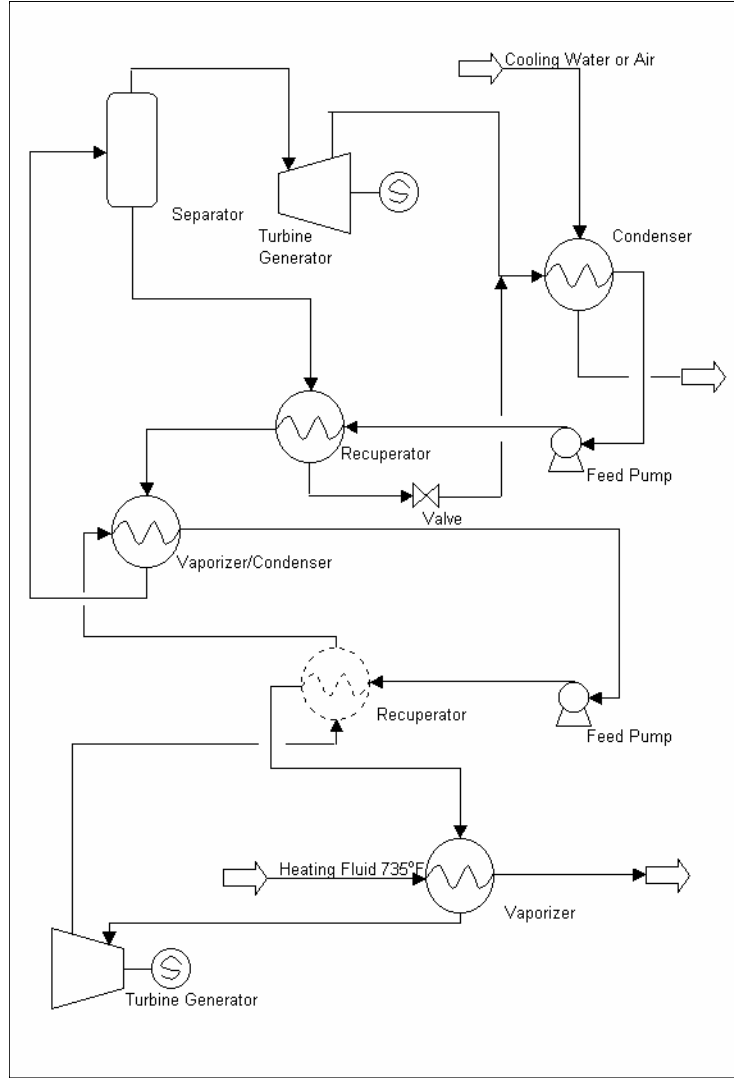 Cooling Water or Air
Separator
Turbine
Generator
Condenser
Recuperator
Feed Pump
Valve
Vaporizer/Condenser
Recuperator
Feed Pump
Heating Fluid 735°F
Vaporizer
Turbine Generator